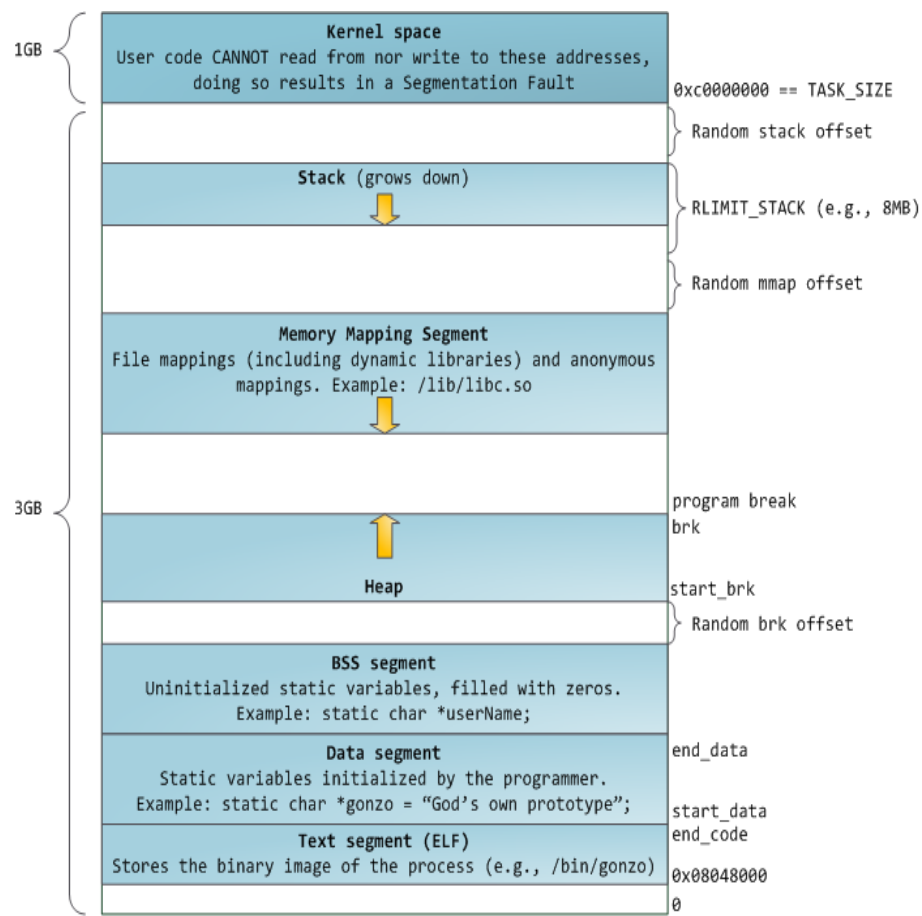 Kernel space
1GB
User code CANNOT read from nor write to these addresses,
doing so results in a Segmentation Fault
0xc0000000 == TASK_SIZE
Random stack offset
Stack (grows down)
RLIMIT_STACK (e.g., 8MB)
Random mmap offset
Memory Mapping Segment
File mappings (including dynamic libraries) and anonymous
mappings. Example: /lib/libc.so
3GB
program break
brk
Heap
start_brk
Random brk offset
BSS segment
Uninitialized static variables, filled with zeros.
Example: static char *userName;
Data segment
end_data
Static variables initialized by the programmer.
Example: static char *gonzo = “God’s own prototype”;
start_data
end_code
Text segment (ELF)
Stores the binary image of the process (e.g., /bin/gonzo)
0x08048000
0